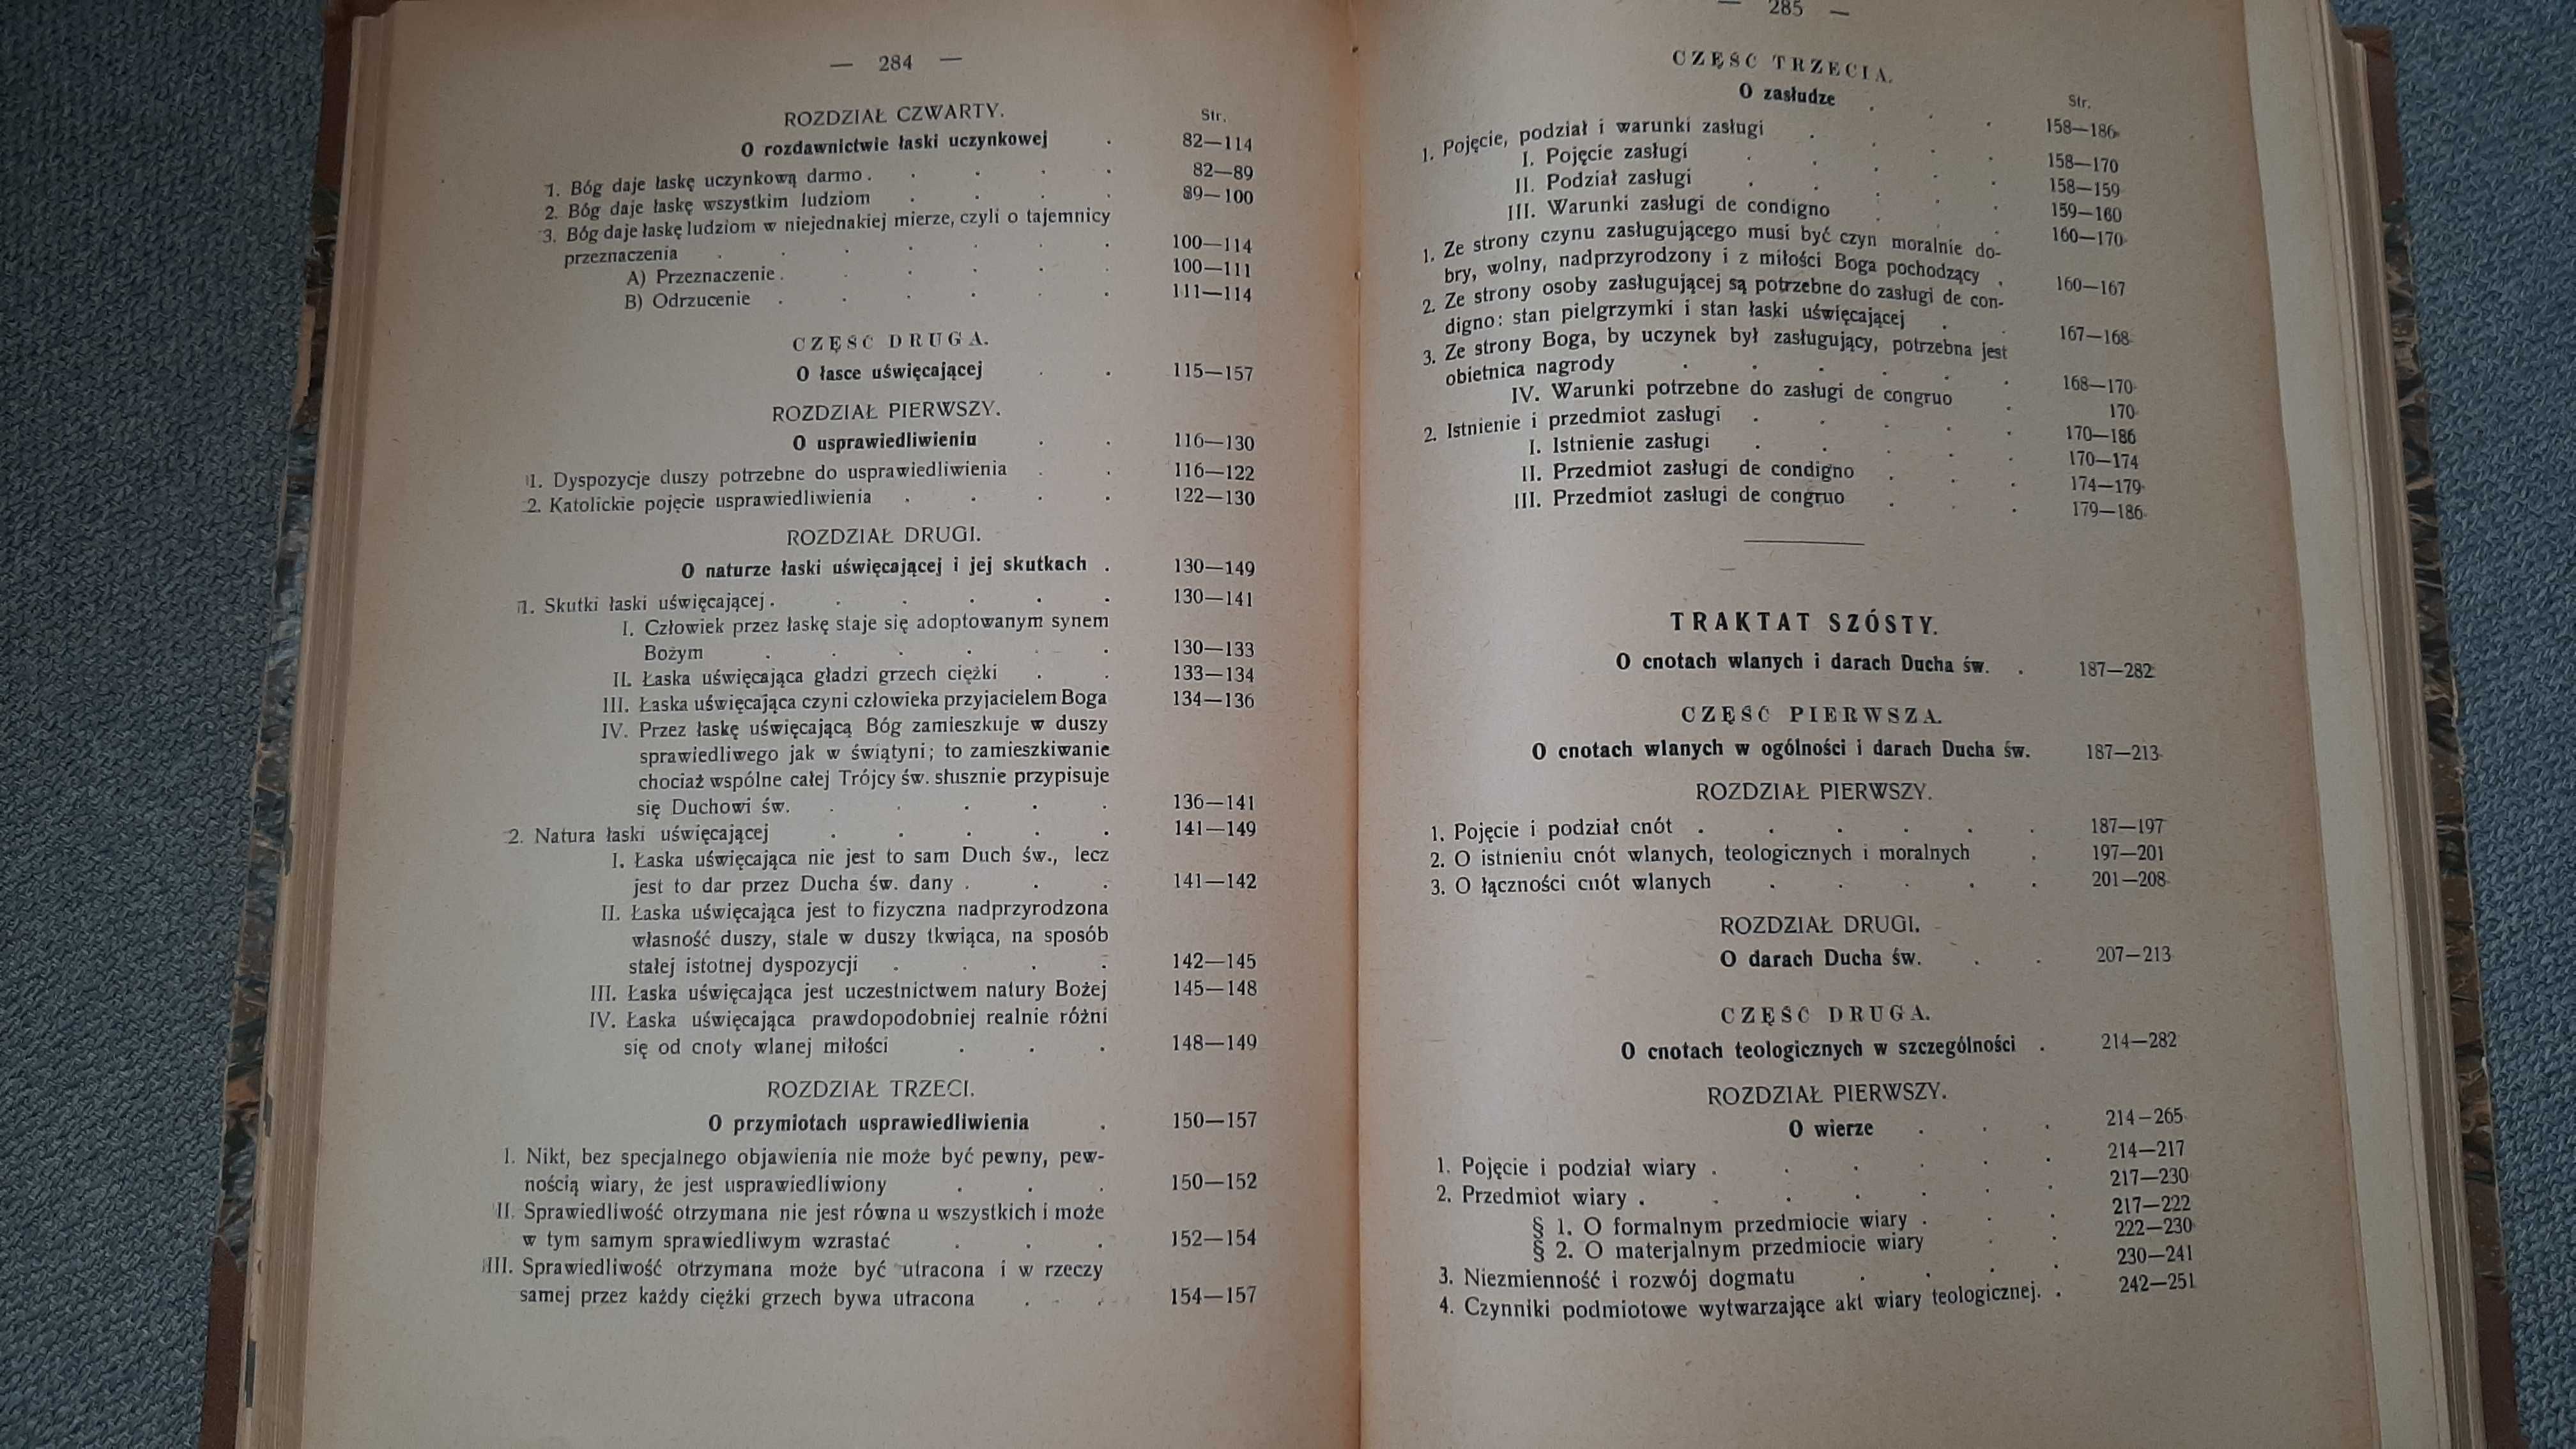 — 284 —
ROZDZIAŁ CZWARTY.
Str.
O rozdawnictwie łaski uczynkowej . 82—114
1. Bóg daje łaskę uczynkową darmo . . . . . 82—89
2. Bóg daje łaskę wszystkim ludziom . . . . 89—100
3. Bóg daje łaskę ludziom w niejednakiej mierze, czyli o tajemnicy
przeznaczenia . . . . . . . 100—114
A) Przeznaczenie . . . . . . 100—111
B) Odrzucenie . . . . . . 111—114
CZĘŚĆ DRUGA.
O łasce uświęcającej . . 115—157
ROZDZIAŁ PIERWSZY.
O usprawiedliwieniu . . 116—130
1. Dyspozycje duszy potrzebne do usprawiedliwienia . . 116—122
2. Katolickie pojęcie usprawiedliwienia . . . . 122—130
ROZDZIAŁ DRUGI.
O naturze łaski uświęcającej i jej skutkach . 130—149
1. Skutki łaski uświęcającej . . . . . . 130—141
I. Człowiek przez łaskę staje się adoptowanym synem
Bożym . . . . . . 130—133
II. Łaska uświęcająca gładzi grzech ciężki . . 133—134
III. Łaska uświęcająca czyni człowieka przyjacielem Boga 134—136
IV. Przez łaskę uświęcającą Bóg zamieszkuje w duszy
sprawiedliwego jak w świątyni; to zamieszkiwanie
chociaż wspólne całej Trójcy św. słusznie przypisuje
się Duchowi św. . . . . . 136—141
2. Natura łaski uświęcającej . . . . . 141—149
I. Łaska uświęcająca nie jest to sam Duch św., lecz
jest to dar przez Ducha św. dany . . . 141—142
II. Łaska uświęcająca jest to fizyczna nadprzyrodzona
własność duszy, stale w duszy tkwiąca, na sposób
stałej istotnej dyspozycji . . . . 142—145
III. Łaska uświęcająca jest uczestnictwem natury Bożej 145—148
IV. Łaska uświęcająca prawdopodobniej realnie różni
się od cnoty wlanej miłości . . . 148—149
ROZDZIAŁ TRZECI.
O przymiotach usprawiedliwienia . 150—157
I. Nikt, bez specjalnego objawienia nie może być pewny, pew-
nością wiary, że jest usprawiedliwiony . . . 150—152
II. Sprawiedliwość otrzymana nie jest równa u wszystkich i może
w tym samym sprawiedliwym wzrastać . . . 152—154
III. Sprawiedliwość otrzymana może być utracona i w rzeczy
samej przez każdy ciężki grzech bywa utracona . . . 154—157
— 285 —
CZĘŚĆ TRZECIA.
O zasłudze . . . Str.
158—186
1. Pojęcie, podział i warunki zasługi . . . . 158—170
I. Pojęcie zasługi . . . . . 158—159
II. Podział zasługi . . . . . 159—160
III. Warunki zasługi de condigno . . . 160—170
1. Ze strony czynu zasługującego musi być czyn moralnie do-
bry, wolny, nadprzyrodzony i z miłości Boga pochodzący . 160—167
2. Ze strony osoby zasługującej są potrzebne do zasługi de con-
digno: stan pielgrzymki i stan łaski uświęcającej . . 167—168
3. Ze strony Boga, by uczynek był zasługujący, potrzebna jest
obietnica nagrody . . . . . . 168—170
IV. Warunki potrzebne do zasługi de congruo . 170
2. Istnienie i przedmiot zasługi . . . . . 170—186
I. Istnienie zasługi . . . . . 170—174
II. Przedmiot zasługi de condigno . . . 174—179
III. Przedmiot zasługi de congruo . . . 179—186
TRAKTAT SZÓSTY.
O cnotach wlanych i darach Ducha św. . 187—282
CZĘŚĆ PIERWSZA.
O cnotach wlanych w ogólności i darach Ducha św. 187—213
ROZDZIAŁ PIERWSZY.
1. Pojęcie i podział cnót . . . . . . 187—197
2. O istnieniu cnót wlanych, teologicznych i moralnych . 197—201
3. O łączności cnót wlanych . . . . . 201—208
ROZDZIAŁ DRUGI.
O darach Ducha św. . . 207—213
CZĘŚĆ DRUGA.
O cnotach teologicznych w szczególności . 214—282
ROZDZIAŁ PIERWSZY.
O wierze . . . 214—265
1. Pojęcie i podział wiary . . . . . . 214—217
2. Przedmiot wiary . . . . . . . 217—230
§ 1. O formalnym przedmiocie wiary . . . 217—222
§ 2. O materjalnym przedmiocie wiary . . 222—230
3. Niezmienność i rozwój dogmatu . . . . 230—241
4. Czynniki podmiotowe wytwarzające akt wiary teologicznej. . 242—251